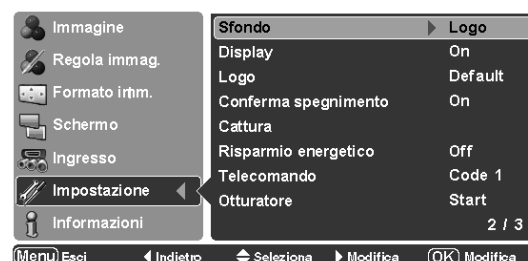 Immagine
Regola immag.
Formato imm.
Schermo
Ingresso
Impostazione
Informazioni
Sfondo Logo
Display On
Logo Default
Conferma spegnimento On
Cattura
Risparmio energetico Off
Telecomando Code 1
Otturatore Start
2 / 3
Menu Esci Indietro Seleziona Modifica OK Modifica